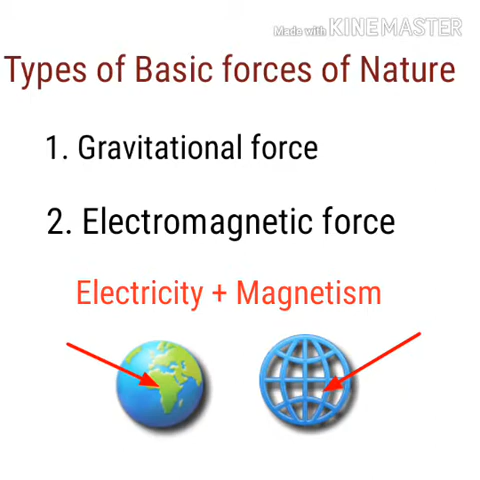 Made with KINEMASTER
Types of Basic forces of Nature
1. Gravitational force
2. Electromagnetic force
Electricity + Magnetism